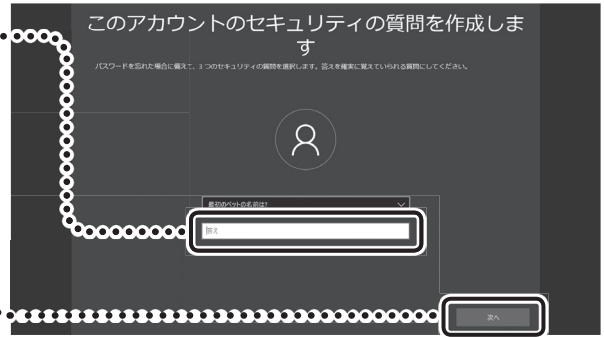 このアカウントのセキュリティの質問を作成しま
す
パスワードを忘れた場合に備えて、3 つのセキュリティの質問を選択します。答えを確実に覚えていられる質問にしてください。
最初のペットの名前は?
答え
次へ